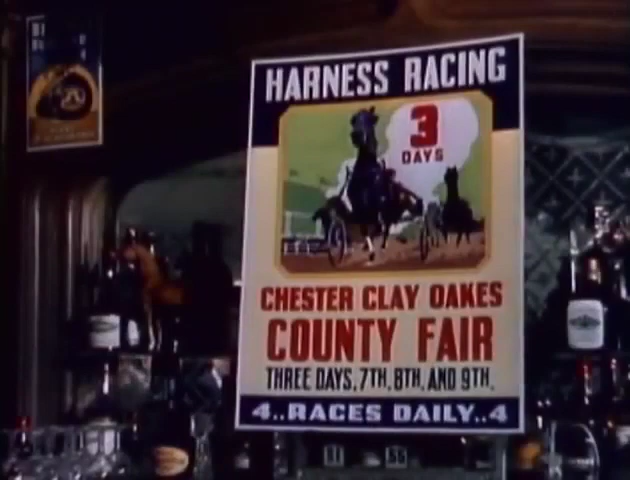 HARNESS RACING
3
DAYS
CHESTER CLAY OAKES
COUNTY FAIR
THREE DAYS, 7TH, 8TH, AND 9TH,
4..RACES DAILY..4